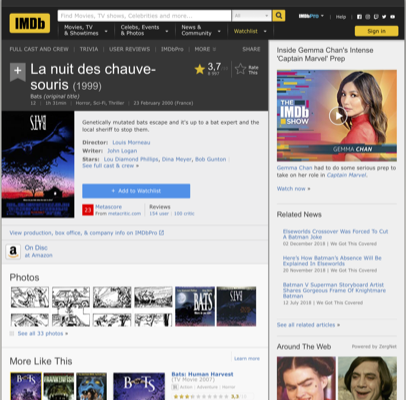 IMDb
Find Movies, TV shows, Celebrities and more...
All
IMDbPro
Help
Movies, TV
& Showtimes
Celebs, Events
& Photos
News &
Community
Watchlist
Sign in
FULL CAST AND CREW
TRIVIA
USER REVIEWS
IMDbPro
MORE
SHARE
La nuit des chauve-
souris (1999)
Bats (original title)
12 | 1h 31min | Horror, Sci-Fi, Thriller | 23 February 2000 (France)
3,7
Rate
This
Genetically mutated bats escape and it's up to a bat expert and the
local sheriff to stop them.
Director: Louis Morneau
Writer: John Logan
Stars: Lou Diamond Phillips, Dina Meyer, Bob Gunton |
See full cast & crew »
+ Add to Watchlist
23
Metascore
From metacritic.com
Reviews
154 user | 100 critic
View production, box office, & company info on IMDbPro
On Disc
at Amazon
Photos
BATS
See all 33 photos »
More Like This
Learn more
Bats: Human Harvest
(TV Movie 2007)
Action | Adventure | Horror
Inside Gemma Chan's Intense
'Captain Marvel' Prep
THE
IMDb
SHOW
GEMMA CHAN
Gemma Chan had to do some serious prep to
take on her role in Captain Marvel.
Watch now »
Related News
Elseworlds Crossover Was Forced To Cut
A Batman Joke
02 December 2018 | We Got This Covered
Here's How Batman's Absence Will Be
Explained In Elseworlds
20 November 2018 | We Got This Covered
Batman V Superman Storyboard Artist
Shares Gorgeous Frame Of Knightmare
Batman
12 July 2018 | We Got This Covered
See all related articles »
Around The Web
Powered by ZergNet